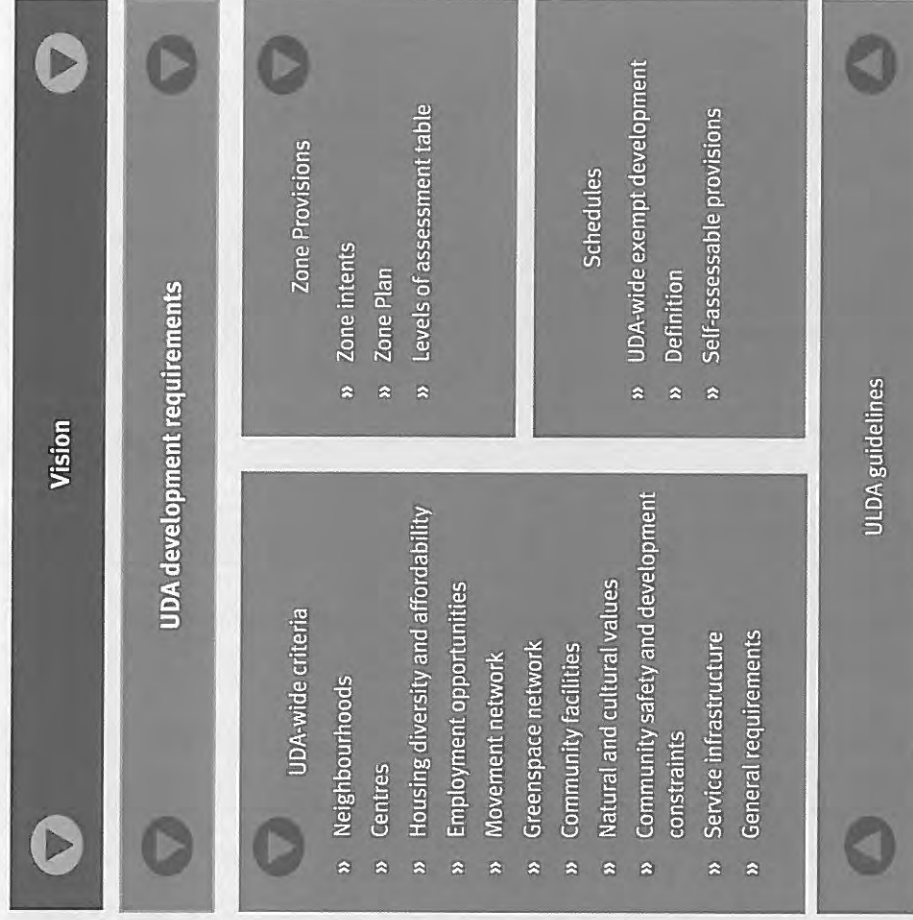 Vision
UDA development requirements
UDA-wide criteria
» Neighbourhoods
» Centres
» Housing diversity and affordability
» Employment opportunities
» Movement network
» Greenspace network
» Community facilities
» Natural and cultural values
» Community safety and development
constraints
» Service infrastructure
» General requirements
Zone Provisions
» Zone intents
» Zone Plan
» Levels of assessment table
Schedules
» UDA-wide exempt development
» Definition
» Self-assessable provisions
ULDA guidelines